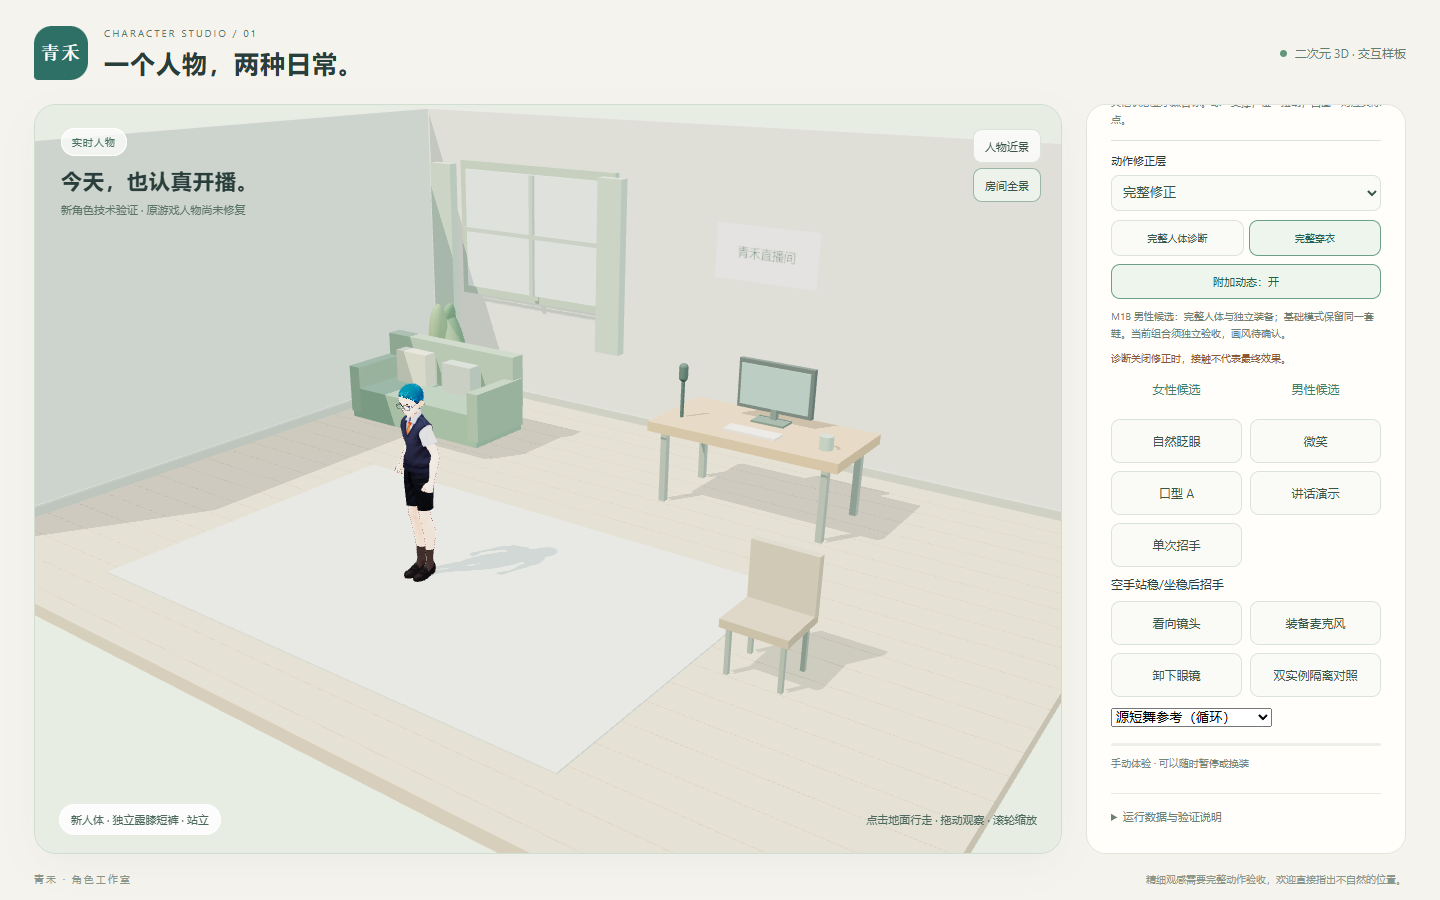 青禾
CHARACTER STUDIO / 01
一个人物，两种日常。
二次元 3D · 交互样板
实时人物
今天，也认真开播。
新角色技术验证 · 原游戏人物尚未修复
人物近景
房间全景
青禾直播间
新人体 · 独立露膝短裤 · 站立
点击地面行走 · 拖动观察 · 滚轮缩放
点。
动作修正层
完整修正
完整人体诊断
完整穿衣
附加动态：开
M18 男性候选：完整人体与独立装备；基础模式保留同一套
鞋。当前组合须独立验收，画风待确认。
诊断关闭修正时，接触不代表最终效果。
女性候选
男性候选
自然眨眼
微笑
口型 A
讲话演示
单次招手
空手站稳/坐稳后招手
看向镜头
装备麦克风
卸下眼镜
双实例隔离对照
源短舞参考（循环）
手动体验 · 可以随时暂停或换装
运行数据与验证说明
青禾 · 角色工作室
精细观感需要完整动作验收，欢迎直接指出不自然的位置。